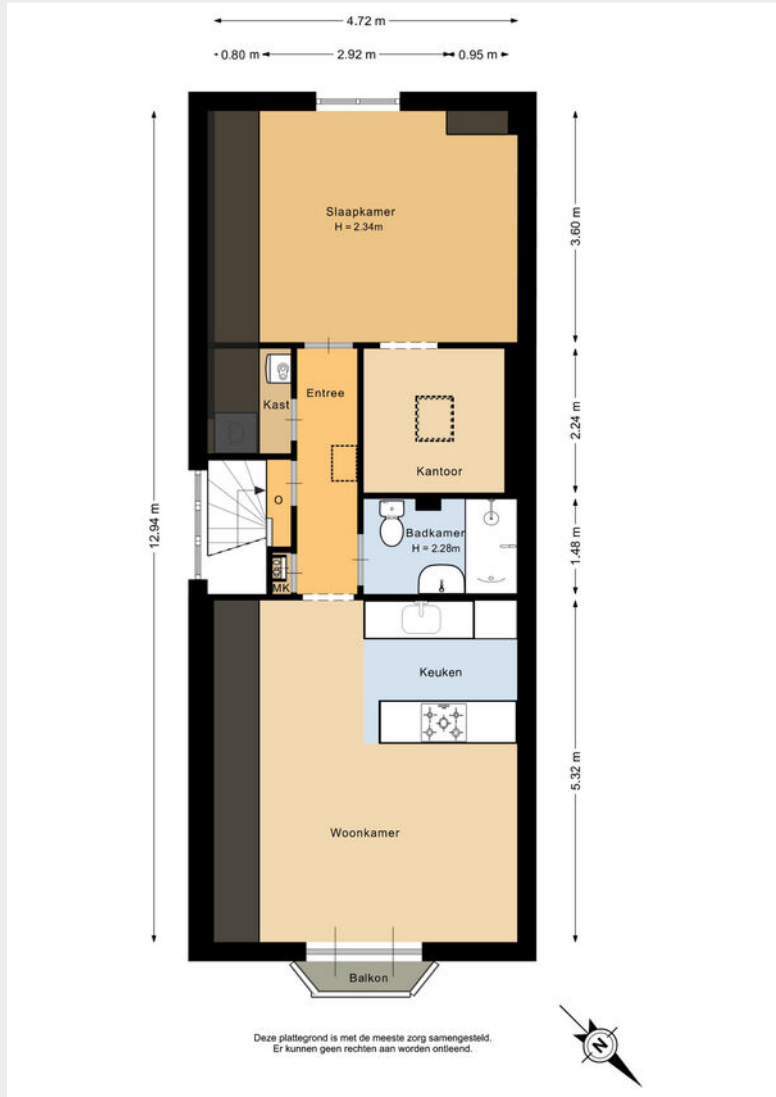 4.72 m
0.80 m
2.92 m
0.95 m
Slaapkamer
H = 2.34m
3.60 m
Entree
Kast
2.24 m
Kantoor
O
12.94 m
Badkamer
H = 2.28m
1.48 m
MK
Keuken
5.32 m
Woonkamer
Balkon
Deze plattegrond is met de meeste zorg samengesteld.
Er kunnen geen rechten aan worden ontleend.
N